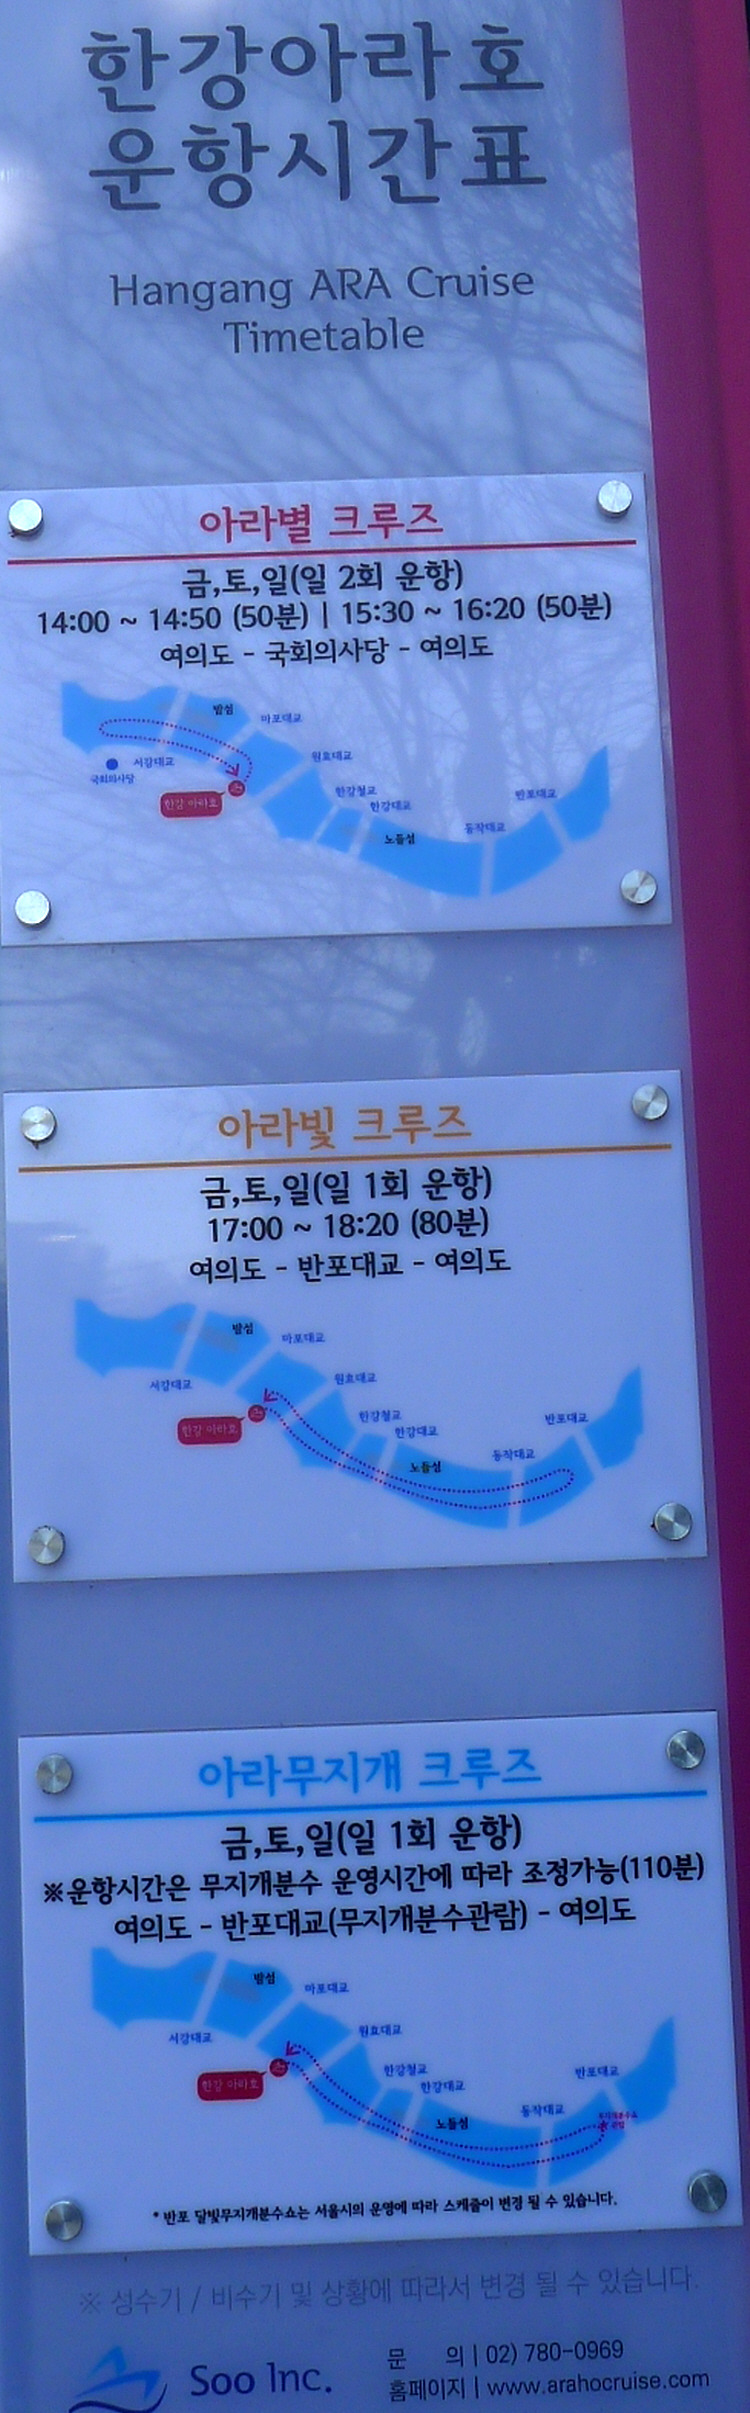 한강아라호
운항시간표
Hangang ARA Cruise
Timetable
아라별 크루즈
금,토,일(일 2회 운항)
14:00 ~ 14:50 (50분) | 15:30 ~ 16:20 (50분)
여의도 - 국회의사당 - 여의도
밤섬
마포대교
원효대교
서강대교
국회의사당
한강철교
한강대교
반포대교
한강 아라호
동작대교
노들섬
아라빛 크루즈
금,토,일(일 1회 운항)
17:00 ~ 18:20 (80분)
여의도 - 반포대교 - 여의도
밤섬
마포대교
원효대교
서강대교
한강철교
한강대교
반포대교
한강 아라호
동작대교
노들섬
아라무지개 크루즈
금,토,일(일 1회 운항)
※운항시간은 무지개분수 운영시간에 따라 조정가능(110분)
여의도 - 반포대교(무지개분수관람) - 여의도
밤섬
마포대교
원효대교
서강대교
한강철교
한강대교
반포대교
한강 아라호
동작대교
노들섬
* 반포 달빛무지개분수쇼는 서울시의 운영에 따라 스케줄이 변경 될 수 있습니다.
※ 성수기 / 비수기 및 상황에 따라서 변경 될 수 있습니다.
Soo Inc.
문 의 | 02) 780-0969
홈페이지 | www.arahocruise.com